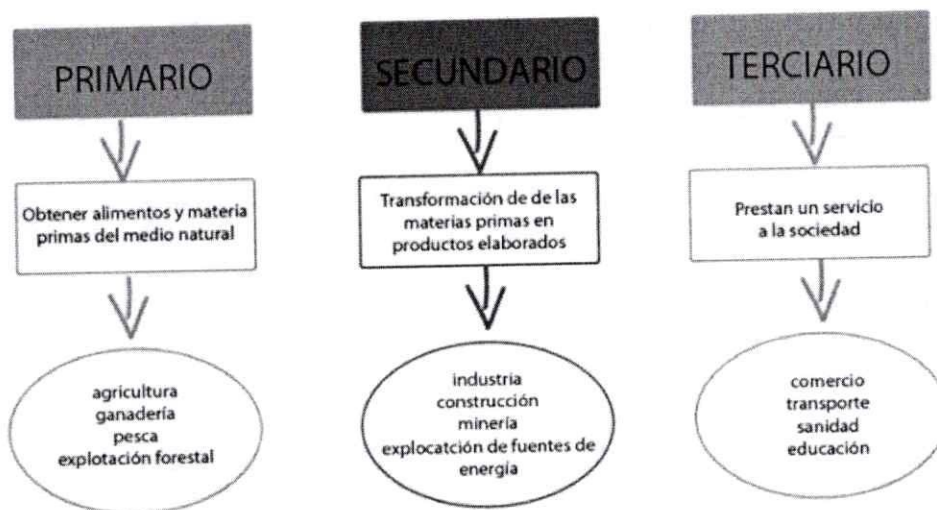 PRIMARIO
Obtener alimentos y materia
primas del medio natural
agricultura
ganadería
pesca
explotación forestal
SECUNDARIO
Transformación de de las
materias primas en
productos elaborados
industria
construcción
minería
explocatción de fuentes de
energía
TERCIARIO
Prestan un servicio
a la sociedad
comercio
transporte
sanidad
educación